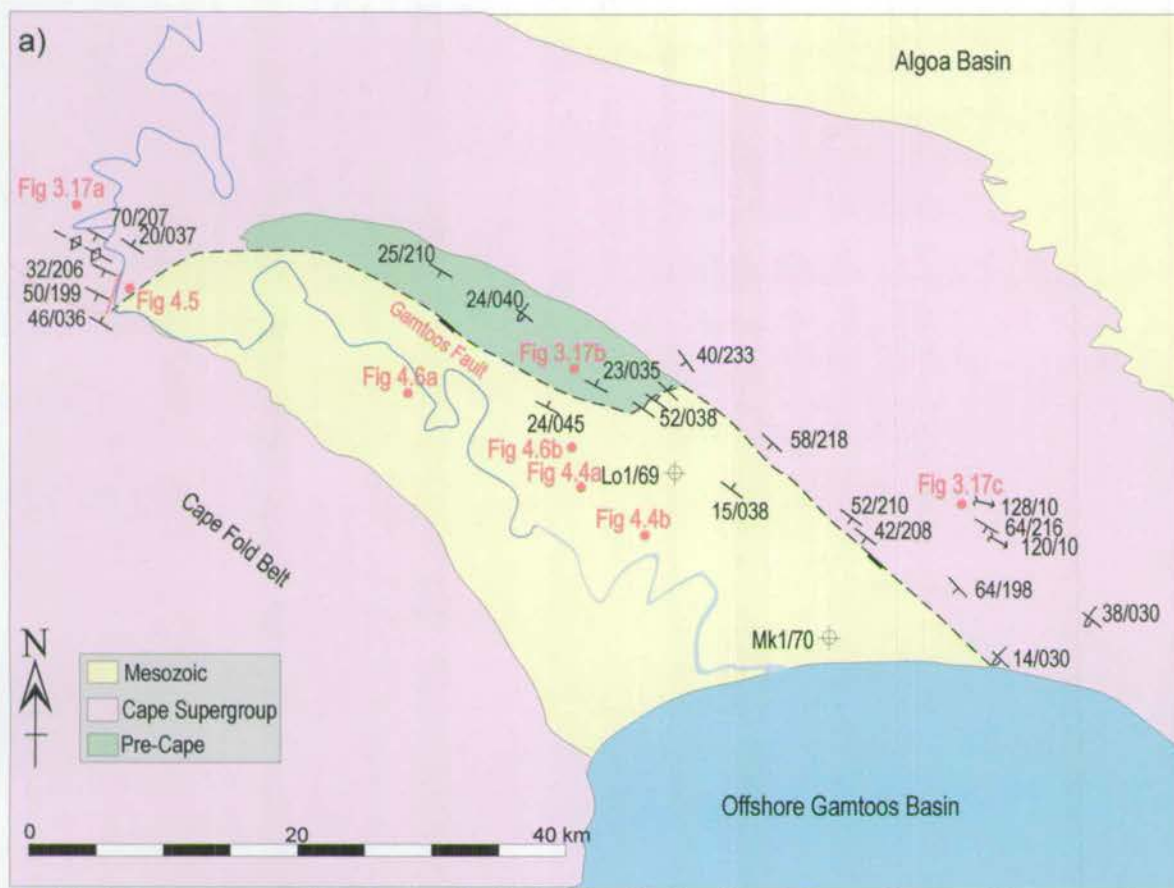 a)
Algoa Basin
Fig 3.17a
70/207
20/037
32/206
50/199
46/036
Fig 4.5
25/210
24/040
Gamtoos Fault
Fig 3.17b
23/035
40/233
Fig 4.6a
24/045
52/038
58/218
Fig 4.6b
Lo1/69
Fig 4.4a
15/038
Fig 4.4b
52/210
42/208
Fig 3.17c
128/10
64/216
120/10
64/198
38/030
14/030
Cape Fold Belt
Mk1/70
N
Mesozoic
Cape Supergroup
Pre-Cape
Offshore Gamtoos Basin
0 20 40 km